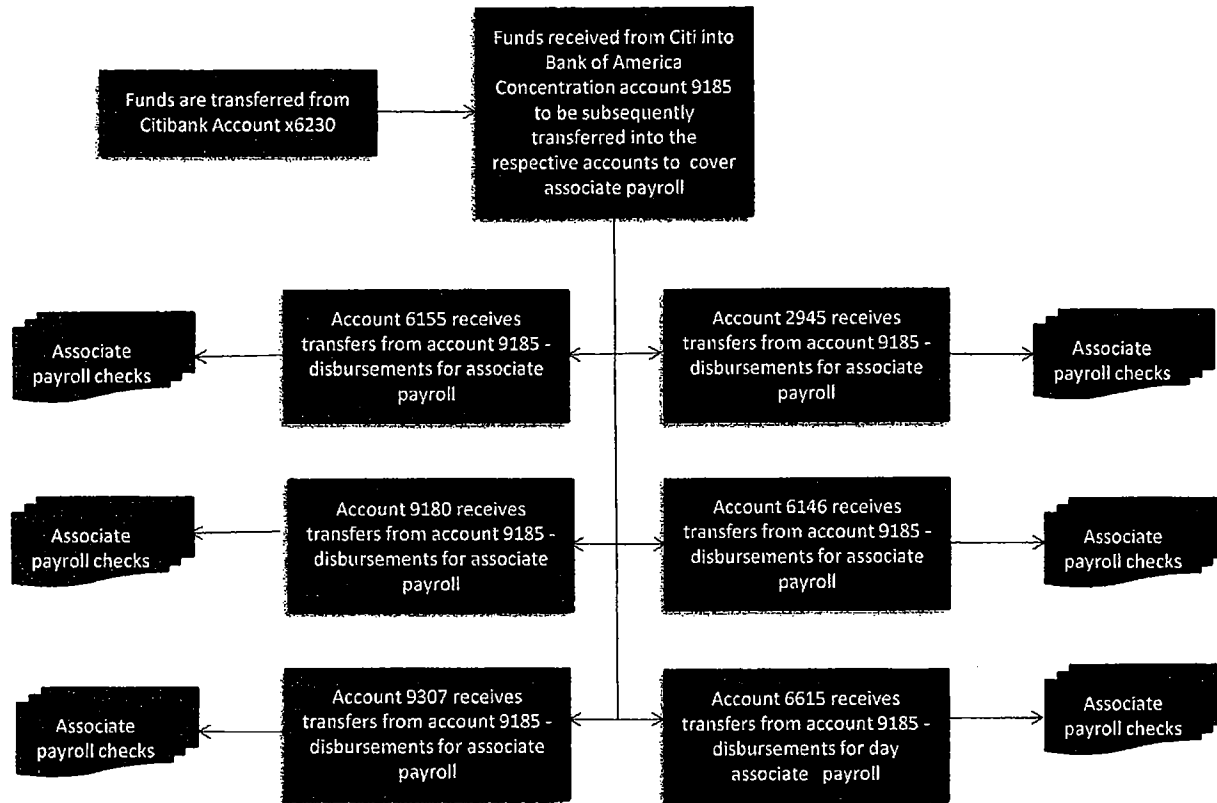 Funds are transferred from
Citibank Account x6230
Funds received from Citi into
Bank of America
Concentration account 9185
to be subsequently
transferred into the
respective accounts to cover
associate payroll
Associate
payroll checks
Account 6155 receives
transfers from account 9185 -
disbursements for associate
payroll
Account 2945 receives
transfers from account 9185 -
disbursements for associate
payroll
Associate
payroll checks
Associate
payroll checks
Account 9180 receives
transfers from account 9185 -
disbursements for associate
payroll
Account 6146 receives
transfers from account 9185 -
disbursements for associate
payroll
Associate
payroll checks
Associate
payroll checks
Account 9307 receives
transfers from account 9185 -
disbursements for associate
payroll
Account 6615 receives
transfers from account 9185 -
disbursements for day
associate payroll
Associate
payroll checks